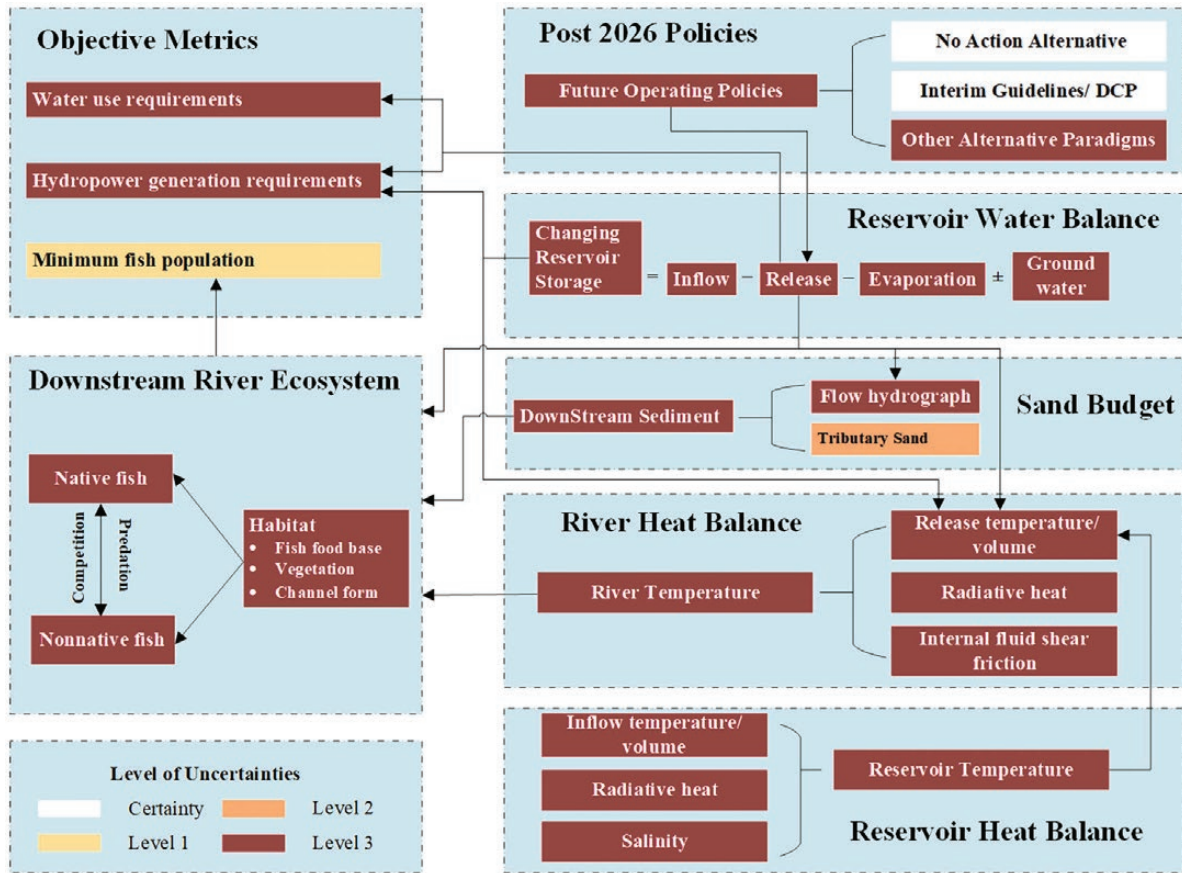 Objective Metrics
Water use requirements
Hydropower generation requirements
Minimum fish population
Post 2026 Policies
Future Operating Policies
No Action Alternative
Interim Guidelines/ DCP
Other Alternative Paradigms
Reservoir Water Balance
Changing
Reservoir
Storage
=
Inflow
–
Release
–
Evaporation
±
Ground
water
Downstream River Ecosystem
Native fish
Competition
Predation
Nonnative fish
Habitat
• Fish food base
• Vegetation
• Channel form
Sand Budget
DownStream Sediment
Flow hydrograph
Tributary Sand
River Heat Balance
River Temperature
Release temperature/
volume
Radiative heat
Internal fluid shear
friction
Inflow temperature/
volume
Radiative heat
Salinity
Reservoir Temperature
Reservoir Heat Balance
Level of Uncertainties
Certainty
Level 2
Level 1
Level 3